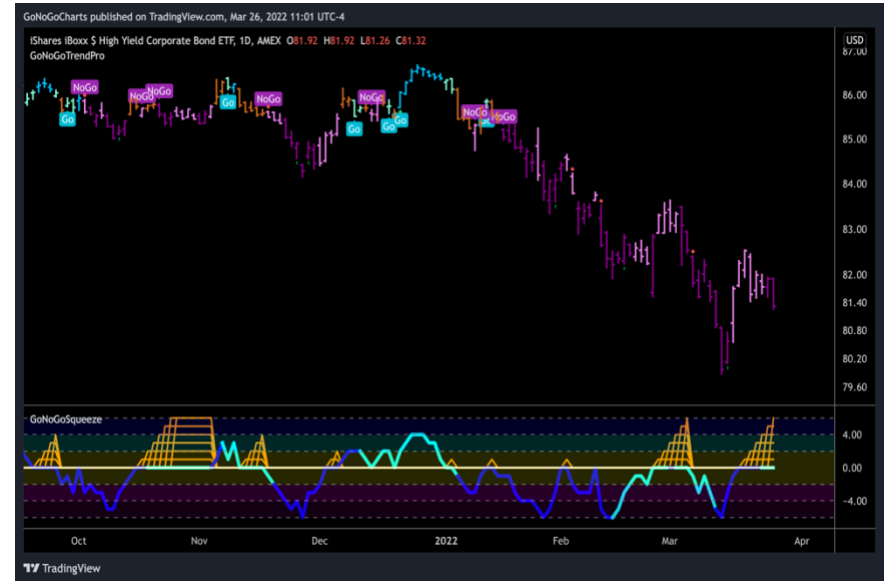 GoNoGoCharts published on TradingView.com, Mar 26, 2022 11:01 UTC-4
iShares iBoxx $ High Yield Corporate Bond ETF, 1D, AMEX O81.92 H81.92 L81.26 C81.32
USD
GoNoGoTrendPro
87.00
NoGo
NoGo
NoGo
Go
NoGo
NoGo
86.00
Go
Go
Go
Go
NoGo
NoGo
Go
85.00
84.00
83.00
82.00
81.40
80.80
80.20
79.60
GoNoGoSqueeze
4.00
0.00
−4.00
Oct Nov Dec 2022 Feb Mar Apr
TradingView